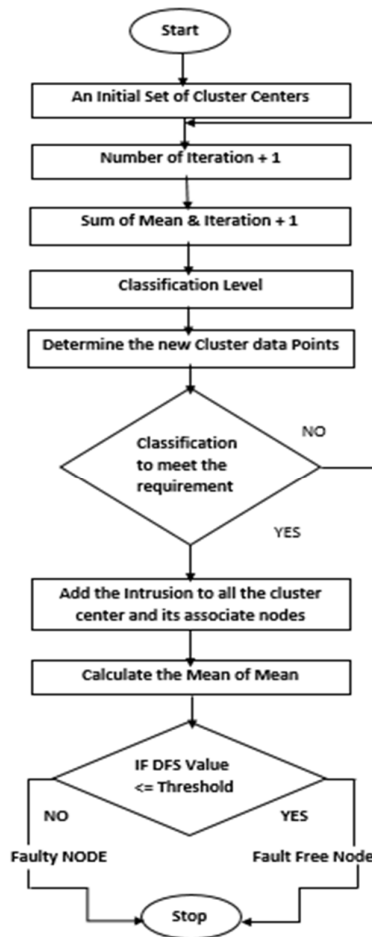 Start
An Initial Set of Cluster Centers
Number of Iteration + 1
Sum of Mean & Iteration + 1
Classification Level
Determine the new Cluster data Points
Classification
to meet the
requirement
NO
YES
Add the Intrusion to all the cluster
center and its associate nodes
Calculate the Mean of Mean
IF DFS Value
<= Threshold
NO
YES
Faulty NODE
Fault Free Node
Stop